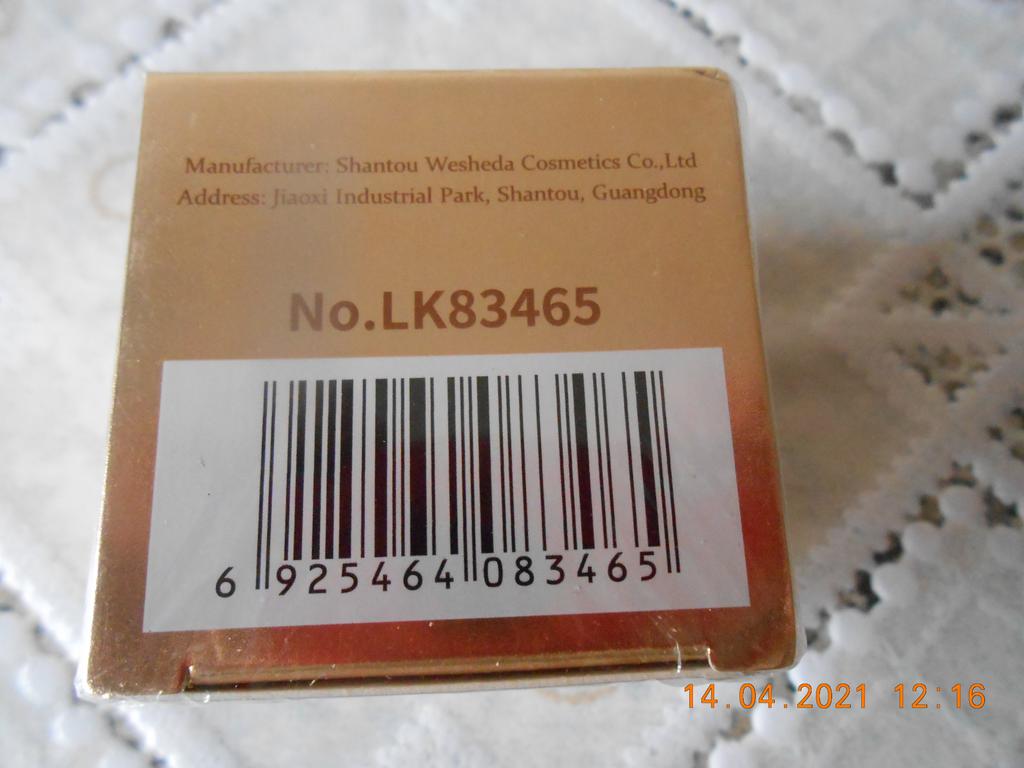 Manufacturer: Shantou Wesheda Cosmetics Co.,Ltd
Address: Jiaoxi Industrial Park, Shantou, Guangdong
No.LK83465
6 925464 083465
14.04.2021 12:16